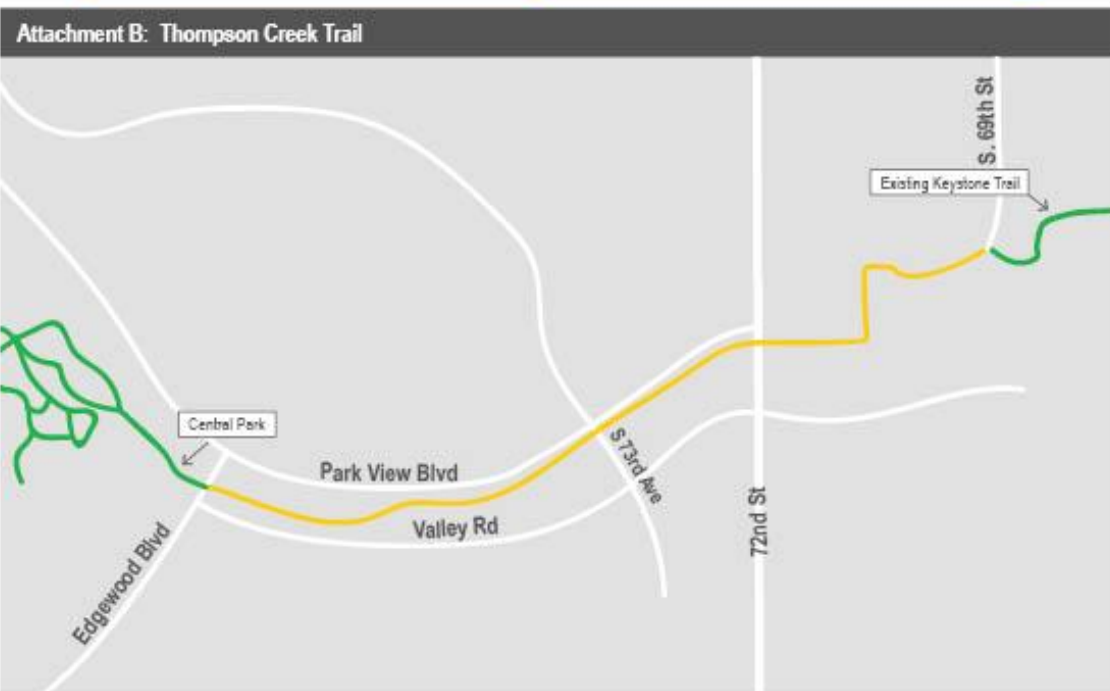 Attachment B: Thompson Creek Trail
S. 69th St
Existing Keystone Trail
Central Park
Park View Blvd
S 73rd Ave
Valley Rd
72nd St
Edgewood Blvd